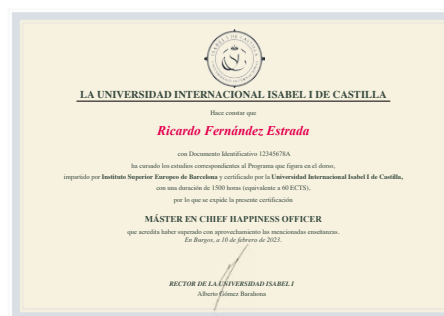 LA UNIVERSIDAD INTERNACIONAL ISABEL I DE CASTILLA
Hace constar que
Ricardo Fernández Estrada
con Documento Identificativo 12345678A
ha cursado los estudios correspondientes al Programa que figura en el dorso,
impartido por Instituto Superior Europeo de Barcelona y certificado por la Universidad Internacional Isabel I de Castilla,
con una duración de 1500 horas (equivalente a 60 ECTS),
por lo que se expide la presente certificación
MÁSTER EN CHIEF HAPPINESS OFFICER
que acredita haber superado con aprovechamiento las mencionadas enseñanzas.
En Burgos, a 10 de febrero de 2023.
RECTOR DE LA UNIVERSIDAD ISABEL I
Alberto Gómez Barahona